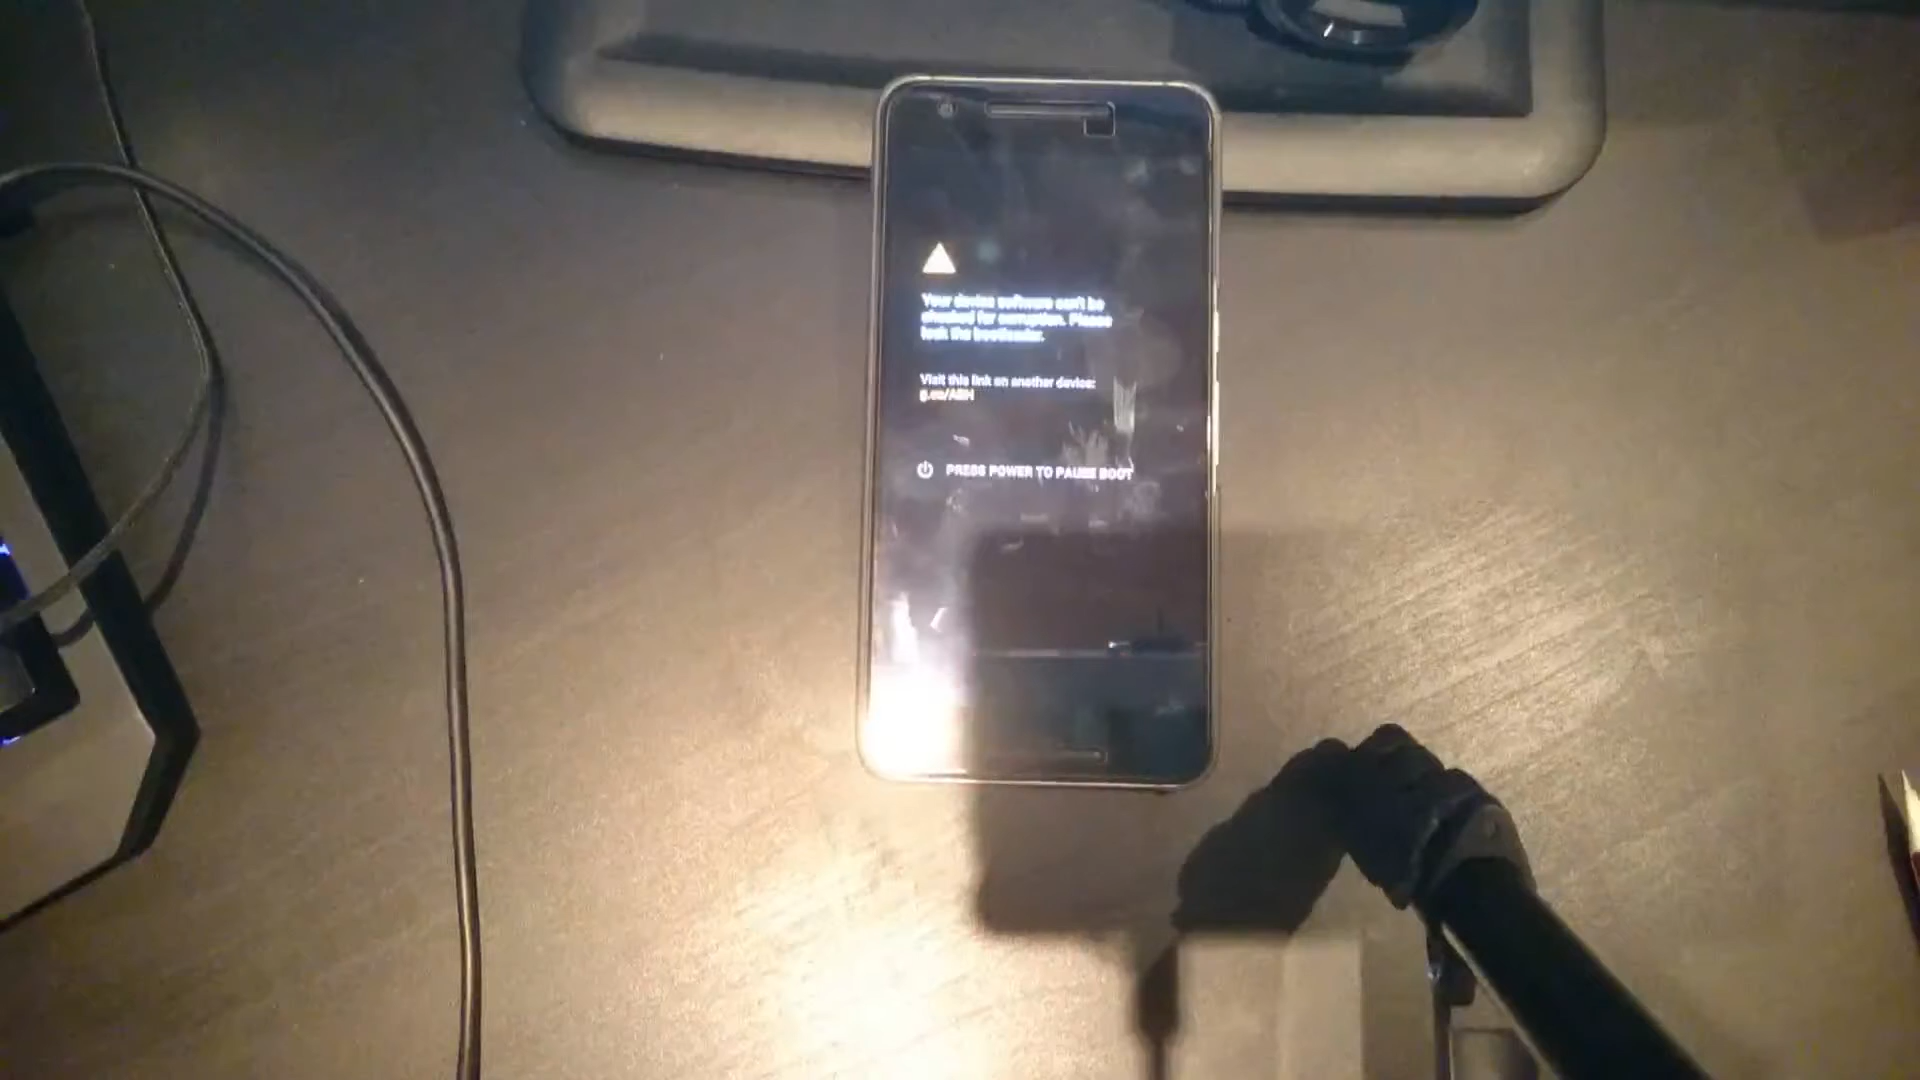 Your device software can't be
checked for corruption. Please
lock the bootloader.
Visit this link on another device:
g.co/ABH
PRESS POWER TO PAUSE BOOT